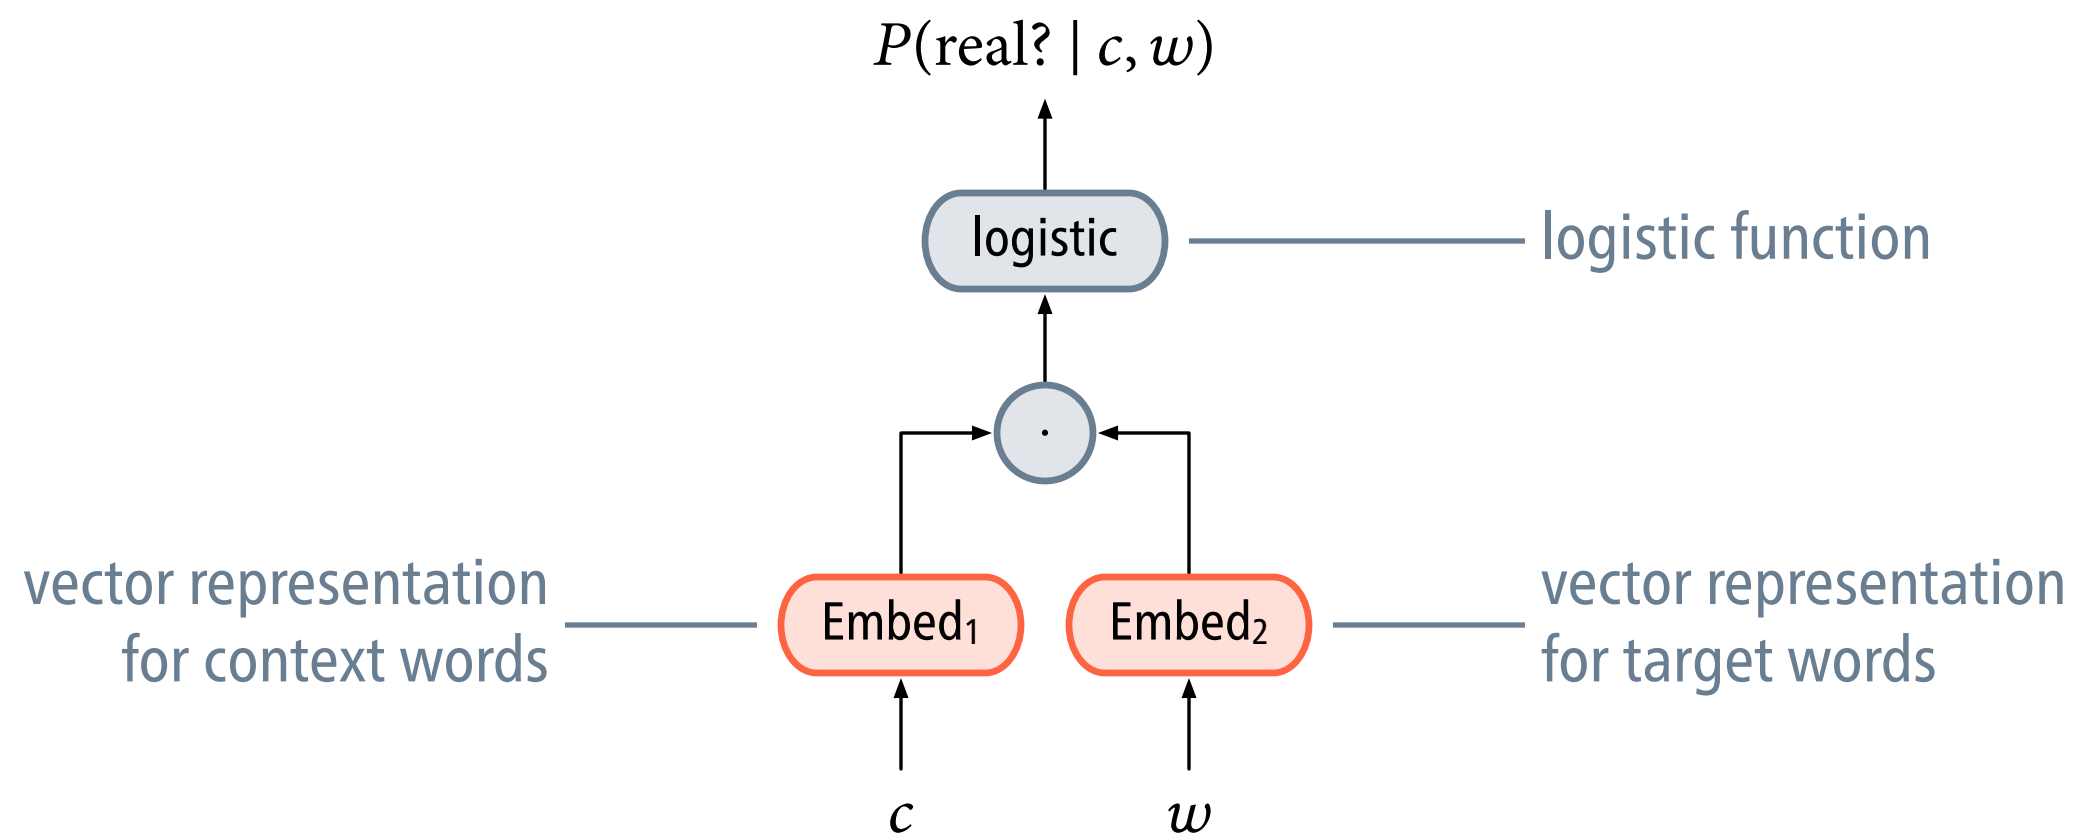 P(real? | c, w)
logistic
logistic function
·
vector representation
for context words
Embed₁
Embed₂
vector representation
for target words
c
w